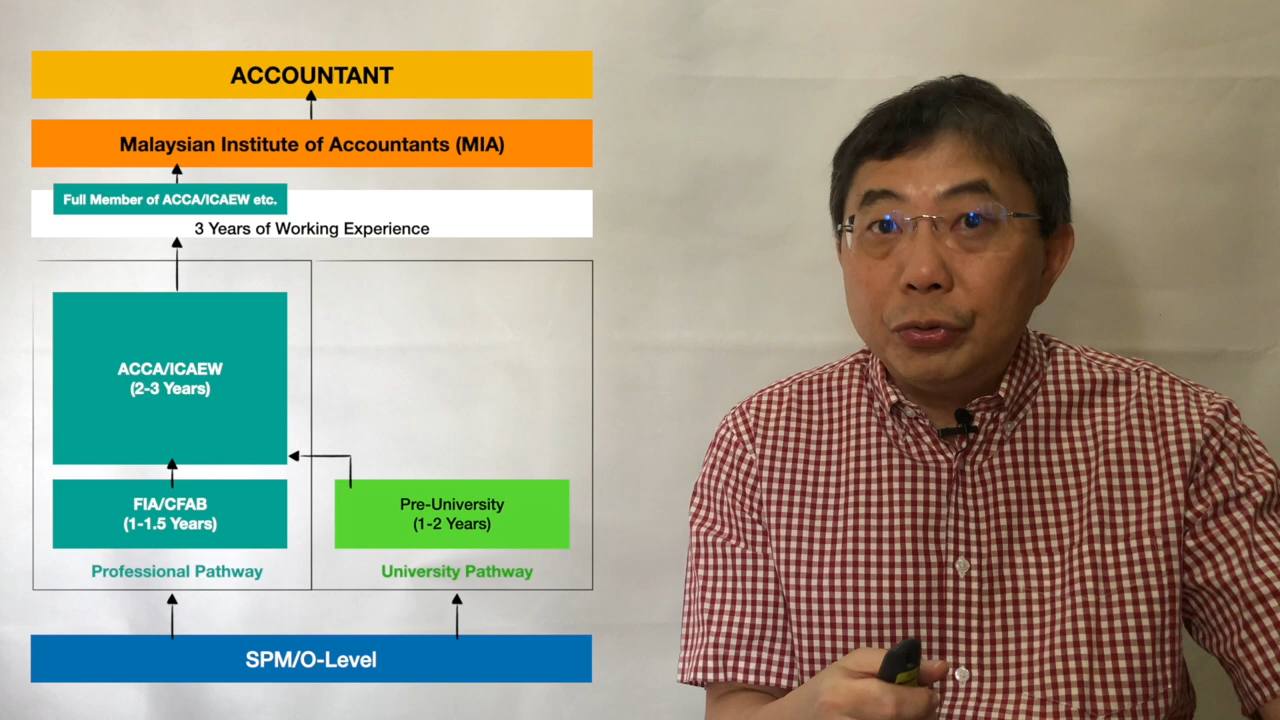 ACCOUNTANT
Malaysian Institute of Accountants (MIA)
Full Member of ACCA/ICAEW etc.
3 Years of Working Experience
ACCA/ICAEW
(2-3 Years)
FIA/CFAB
(1-1.5 Years)
Pre-University
(1-2 Years)
Professional Pathway
University Pathway
SPM/O-Level